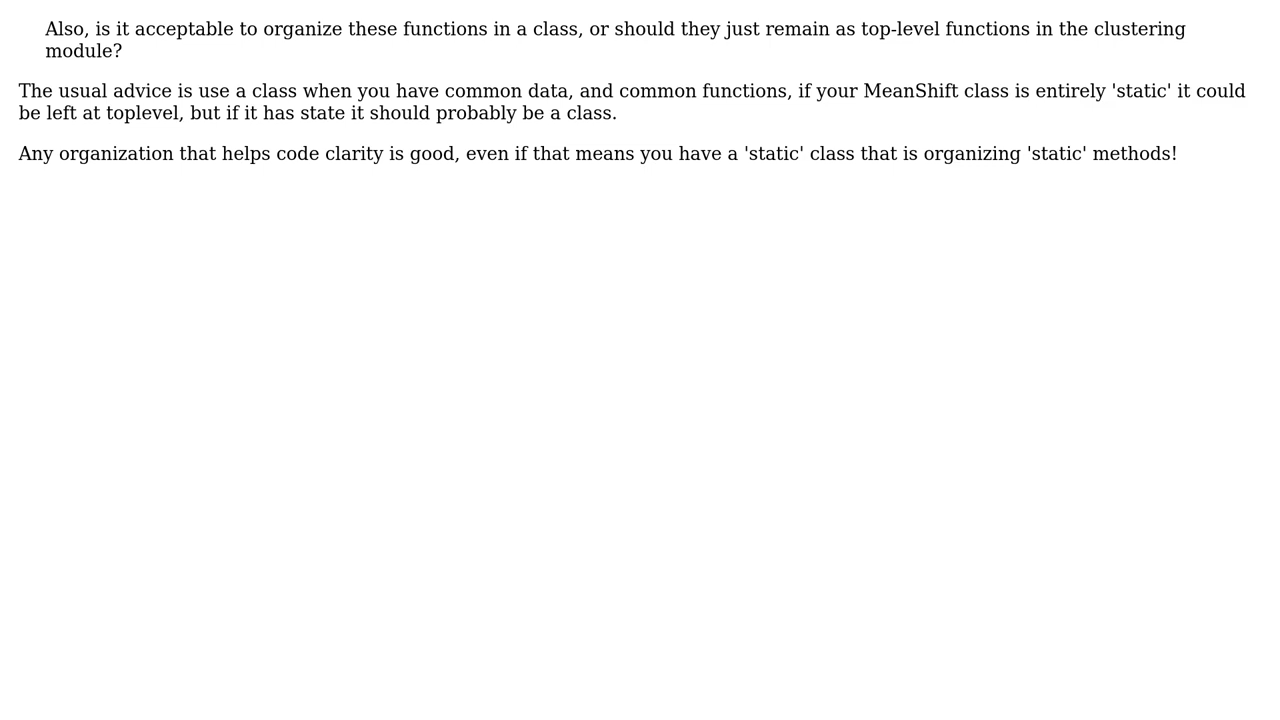 Also, is it acceptable to organize these functions in a class, or should they just remain as top-level functions in the clustering
module?
The usual advice is use a class when you have common data, and common functions, if your MeanShift class is entirely 'static' it could
be left at toplevel, but if it has state it should probably be a class.
Any organization that helps code clarity is good, even if that means you have a 'static' class that is organizing 'static' methods!